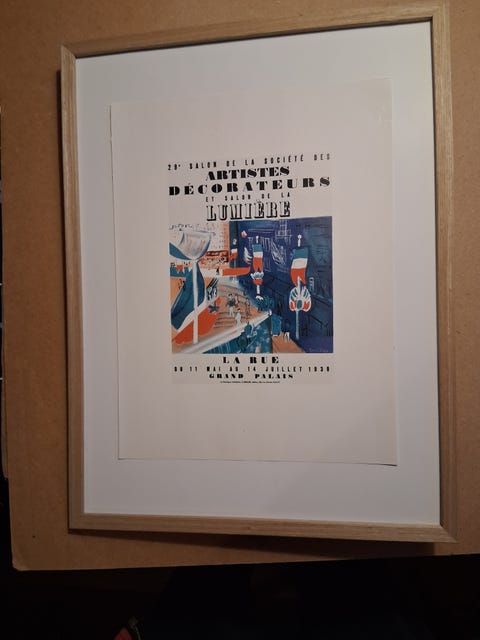 29e SALON DE LA SOCIÉTÉ DES
ARTISTES
DÉCORATEURS
ET SALON DE LA
LUMIÈRE
LA RUE
DU 11 MAI AU 14 JUILLET 1939
GRAND PALAIS